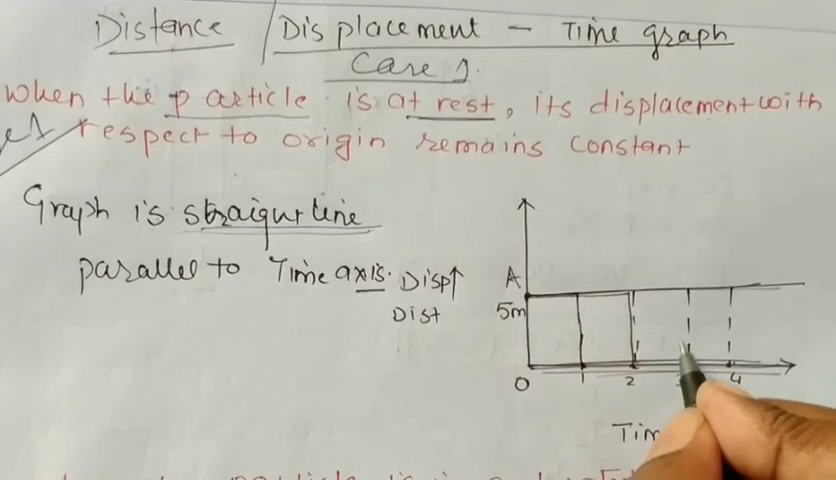 Distance / Displacement - Time graph
Case 1.
when the particle is at rest, its displacement with
respect to origin remains constant
Graph is straight line
parallel to Time axis.
Disp↑
Dist
A
5m
0 1 2 4
Tim